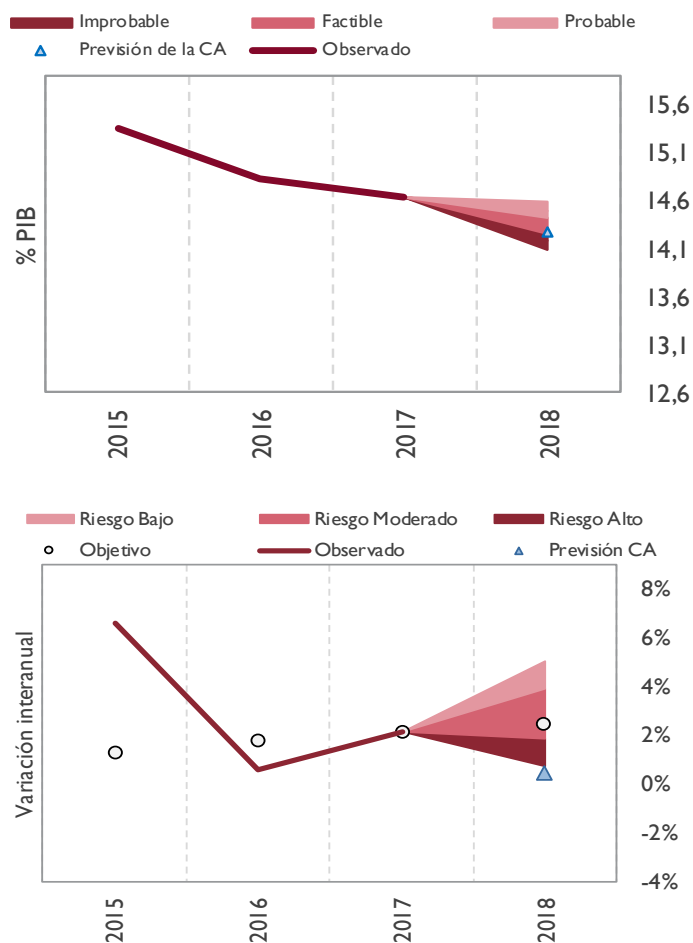 Improbable Factible Probable
Previsión de la CA Observado
15,6
15,1
14,6
14,1
13,6
13,1
12,6
% PIB
2015 2016 2017 2018
Riesgo Bajo Riesgo Moderado Riesgo Alto
Objetivo Observado Previsión CA
8%
6%
4%
2%
0%
-2%
-4%
Variación interanual
2015 2016 2017 2018